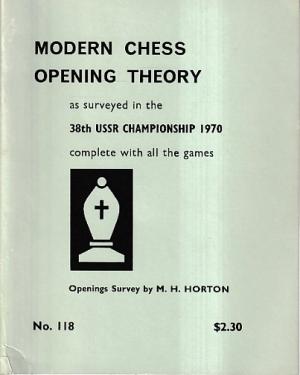 MODERN CHESS
OPENING THEORY
as surveyed in the
38th USSR CHAMPIONSHIP 1970
complete with all the games
Openings Survey by M. H. HORTON
No. 118 $2.30